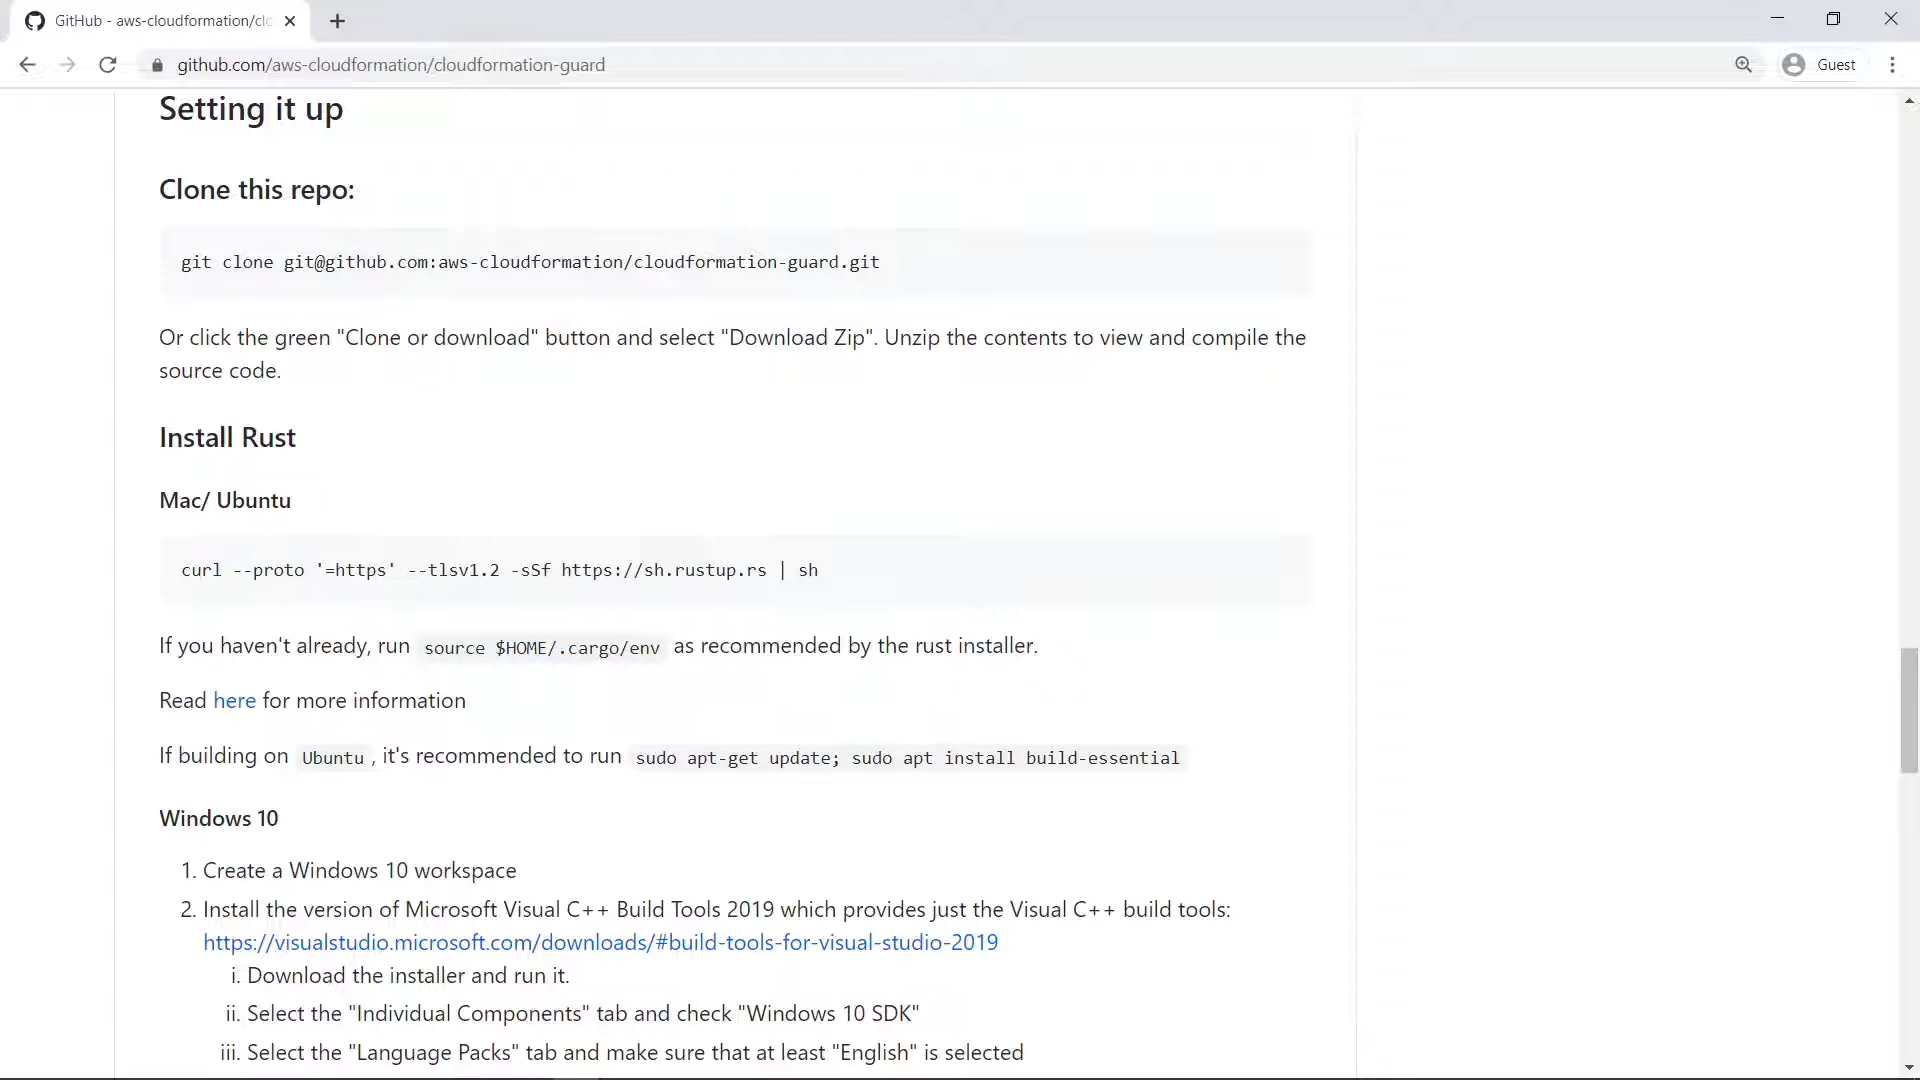 GitHub - aws-cloudformation/clo
github.com/aws-cloudformation/cloudformation-guard
Guest
Setting it up
Clone this repo:
git clone git@github.com:aws-cloudformation/cloudformation-guard.git
Or click the green "Clone or download" button and select "Download Zip". Unzip the contents to view and compile the
source code.
Install Rust
Mac/ Ubuntu
curl --proto '=https' --tlsv1.2 -sSf https://sh.rustup.rs | sh
If you haven't already, run source $HOME/.cargo/env as recommended by the rust installer.
Read here for more information
If building on Ubuntu , it's recommended to run sudo apt-get update; sudo apt install build-essential
Windows 10
1. Create a Windows 10 workspace
2. Install the version of Microsoft Visual C++ Build Tools 2019 which provides just the Visual C++ build tools:
https://visualstudio.microsoft.com/downloads/#build-tools-for-visual-studio-2019
i. Download the installer and run it.
ii. Select the "Individual Components" tab and check "Windows 10 SDK"
iii. Select the "Language Packs" tab and make sure that at least "English" is selected